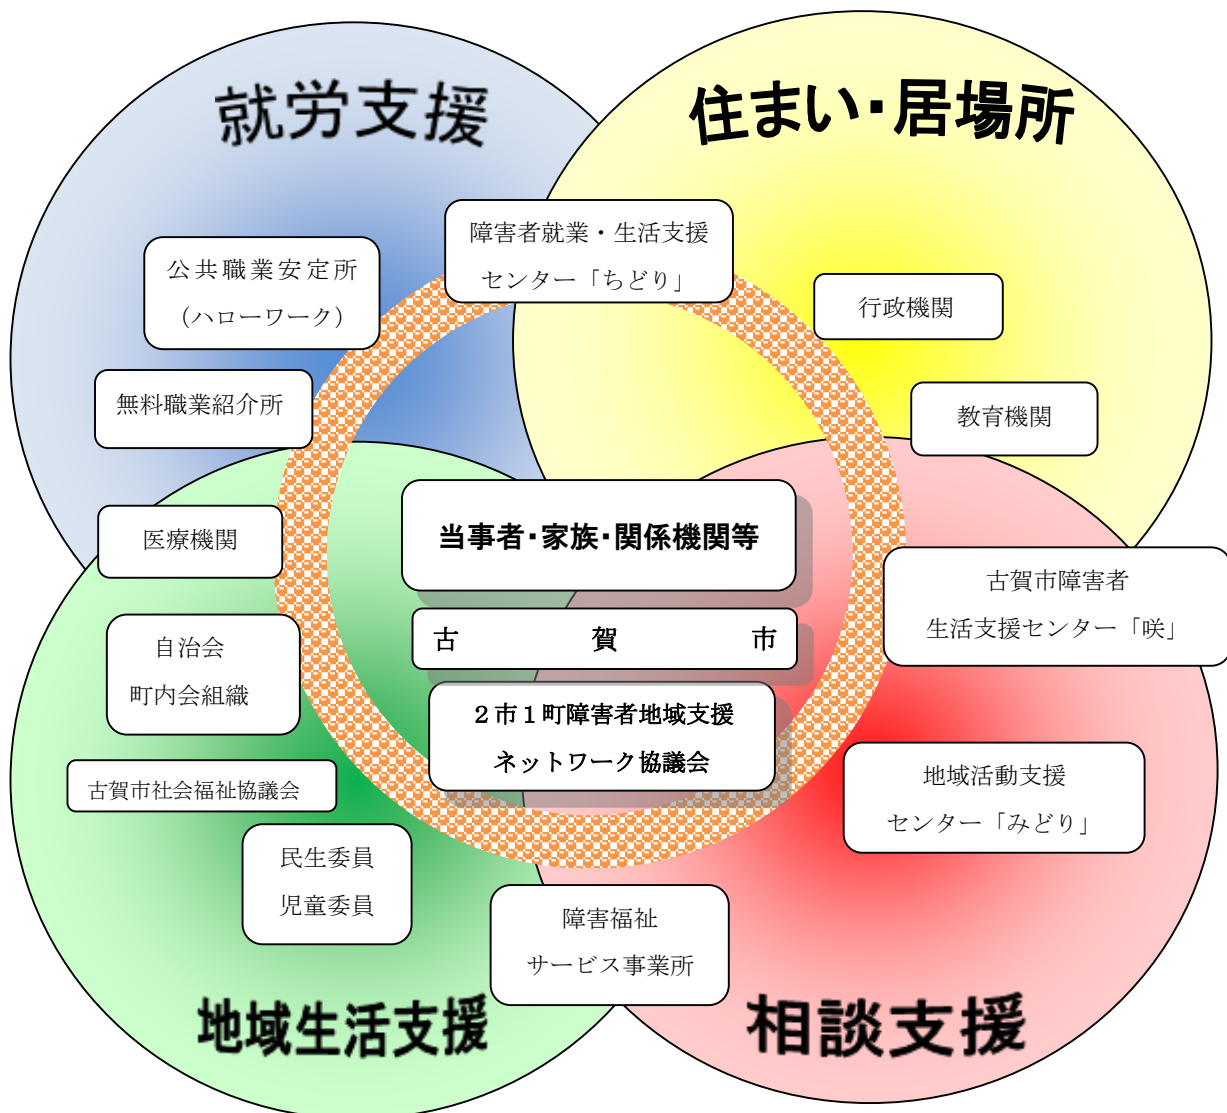 就労支援
住まい・居場所
障害者就業・生活支援
センター「ちどり」
公共職業安定所
（ハローワーク）
行政機関
無料職業紹介所
教育機関
医療機関
当事者・家族・関係機関等
古賀市障害者
生活支援センター「咲」
古賀市
自治会
町内会組織
２市１町障害者地域支援
ネットワーク協議会
古賀市社会福祉協議会
地域活動支援
センター「みどり」
民生委員
児童委員
障害福祉
サービス事業所
地域生活支援
相談支援